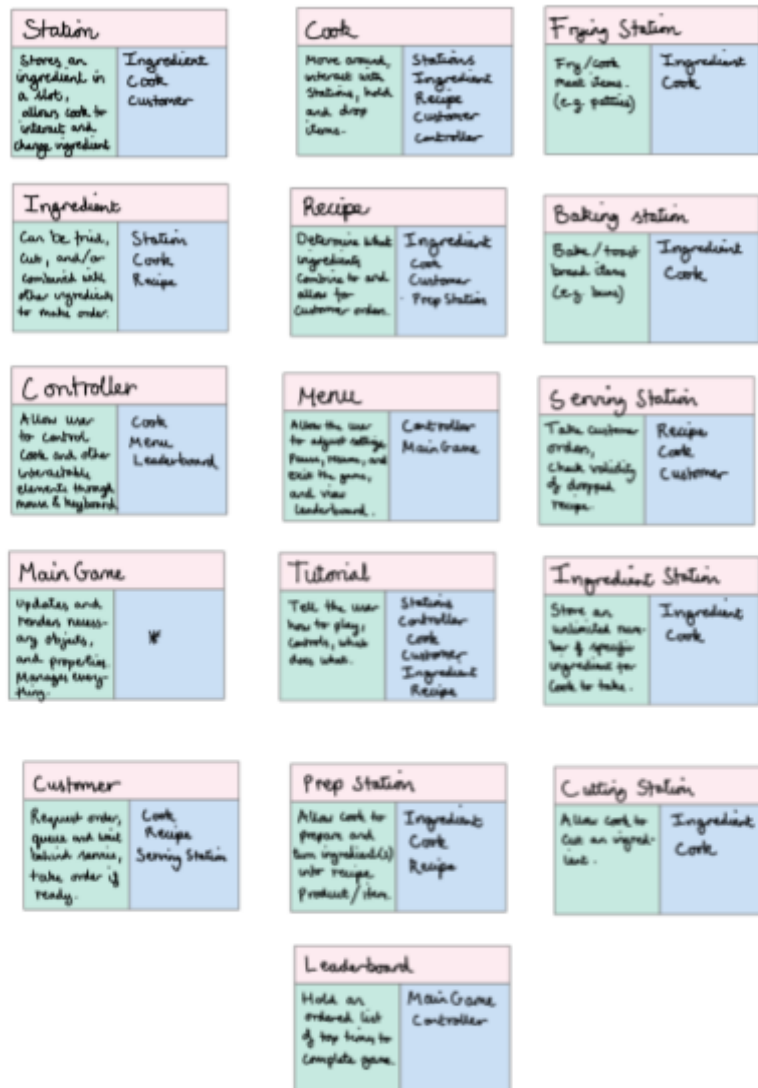 Station
Stores an
ingredient in
a slot,
allows cook to
interact and
change ingredient
Ingredient
Cook
Customer
Cook
Move around,
interact with
Stations, hold
and drop
items.
Stations
Ingredient
Recipe
Customer
Controller
Frying Station
Fry/cook
meat items.
(e.g. patties)
Ingredient
Cook
Ingredient
Can be fried,
cut, and/or
combined with
other ingredients
to make order.
Station
Cook
Recipe
Recipe
Determine what
ingredients
combine to and
allow for
customer orders.
Ingredient
Cook
Customer
Prep Station
Baking station
Bake/toast
bread items
(e.g. buns)
Ingredient
Cook
Controller
Allow user
to control
Cook and other
interactable
elements through
mouse & keyboard
Cook
Menu
Leaderboard
Menu
Allow the user
to adjust settings,
Pause, resume, and
exit the game,
and view
leaderboard.
Controller
MainGame
Serving Station
Take customer
orders,
check validity
of dropped
recipe.
Recipe
Cook
Customer
Main Game
Updates and
renders necess-
ary objects,
and properties.
Manages every-
thing.
*
Tutorial
Tell the user
how to play,
controls, what
does what.
Stations
Controller
Cook
Customer
Ingredient
Recipe
Ingredient Station
Store an
unlimited num-
ber of specific
ingredient for
Cook to take.
Ingredient
Cook
Customer
Request order,
queue and wait
behind
take order if
ready.
Cook
Recipe
Serving Station
Prep Station
Allow cook to
prepare and
turn ingredient(s)
into recipe
Product/item.
Ingredient
Cook
Recipe
Cutting Station
Allow cook to
cut an ingred-
ient.
Ingredient
Cook
Leaderboard
Hold an
ordered list
of top times to
complete game.
MainGame
Controller